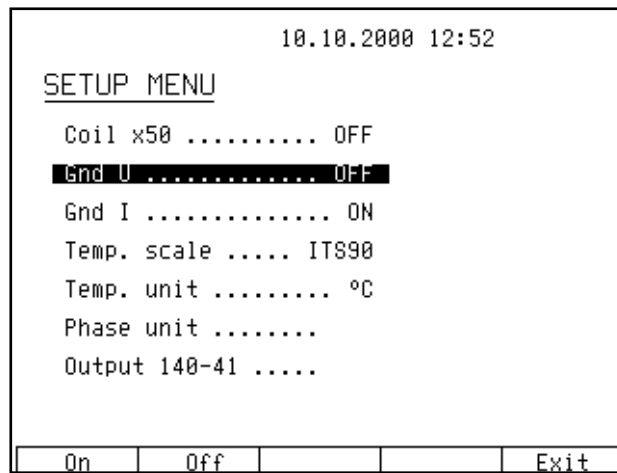 10.10.2000 12:52
SETUP MENU
Coil x50 .......... OFF
Gnd U .............. OFF
Gnd I .............. ON
Temp. scale ..... ITS90
Temp. unit ......... ºC
Phase unit ........
Output 140-41 .....
On Off Exit